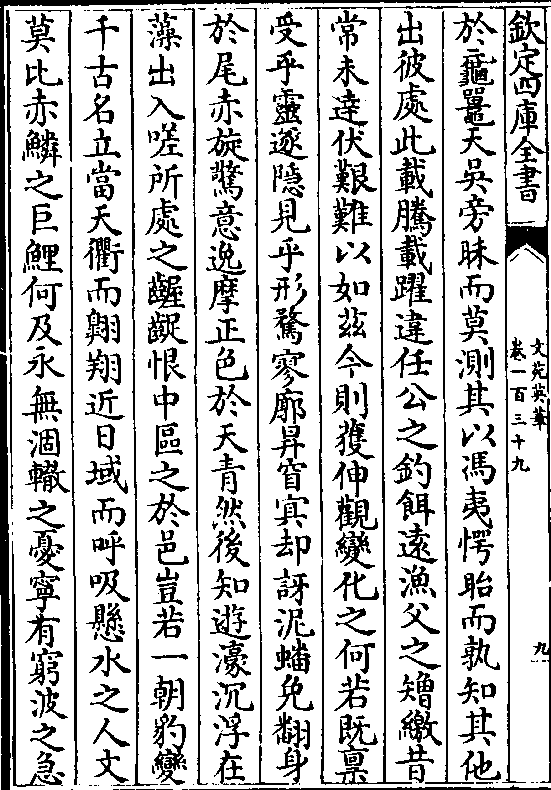 欽定四庫全書
文苑英華
卷一百三十九
九
於黿鼉天吳旁眛而莫測其以馮夷愕眙而孰知其他
出彼處此載騰載躍違任公之釣餌遠漁父之矰繳昔
常未逹伏艱難以如兹今則獲伸觀變化之何若既禀
受乎靈遂隱見乎形騖寥廓昇窅冥却訝泥蟠免翻身
於尾赤旋驚意逸摩正色於天青然後知遊濠沉浮在
藻出入嗟所處之齷齪恨中區之於邑豈若一朝豹變
千古名立當天衢而翺翔近日域而呼吸懸水之人丈
莫比赤鱗之巨鯉何及永無涸轍之憂寧有窮波之急